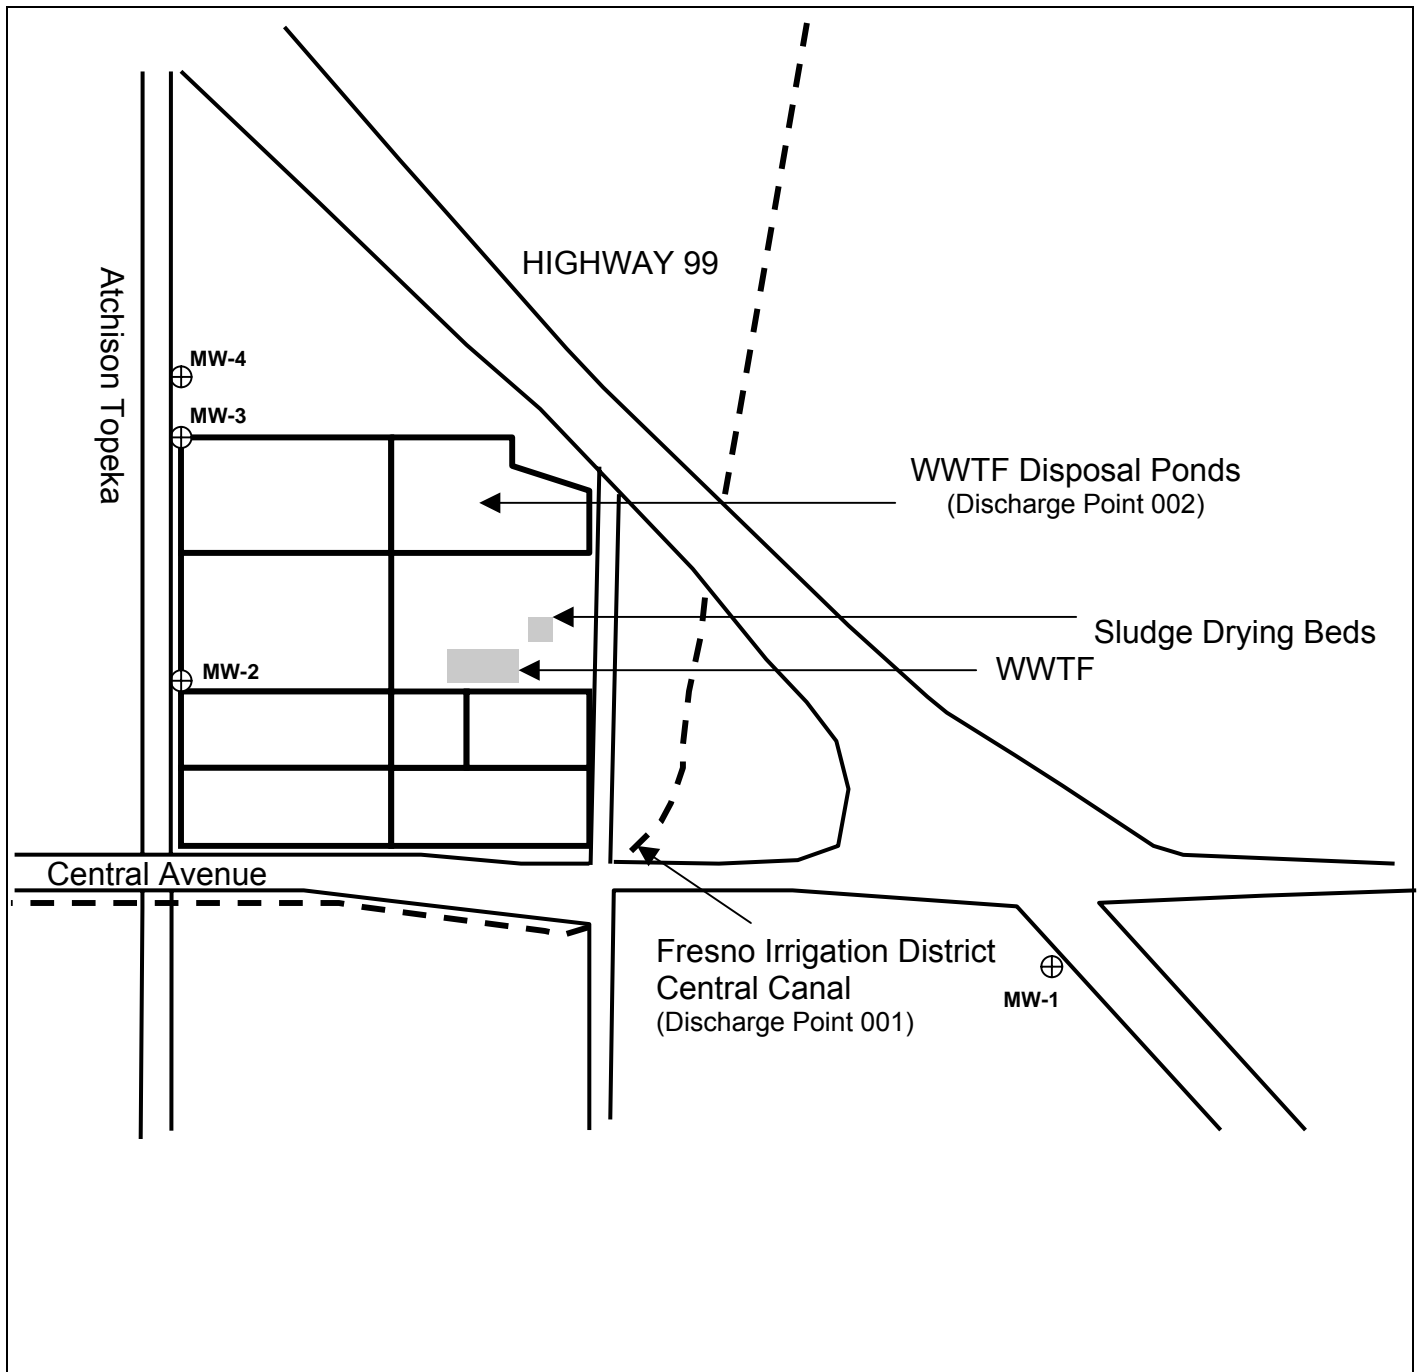 HIGHWAY 99
Atchison Topeka
MW-4
MW-3
WWTF Disposal Ponds
(Discharge Point 002)
Sludge Drying Beds
WWTF
MW-2
Central Avenue
Fresno Irrigation District
Central Canal
(Discharge Point 001)
MW-1